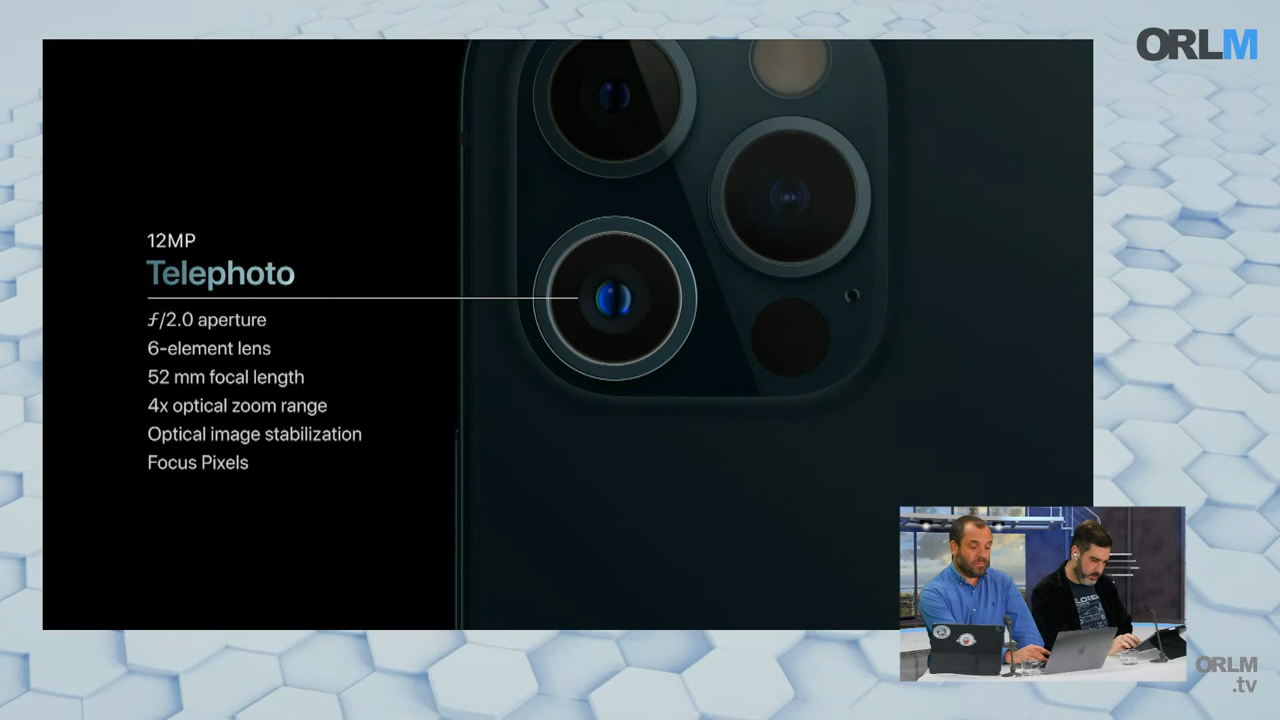 ORLM
12MP
Telephoto
ƒ/2.0 aperture
6-element lens
52 mm focal length
4x optical zoom range
Optical image stabilization
Focus Pixels
ORLM
.tv